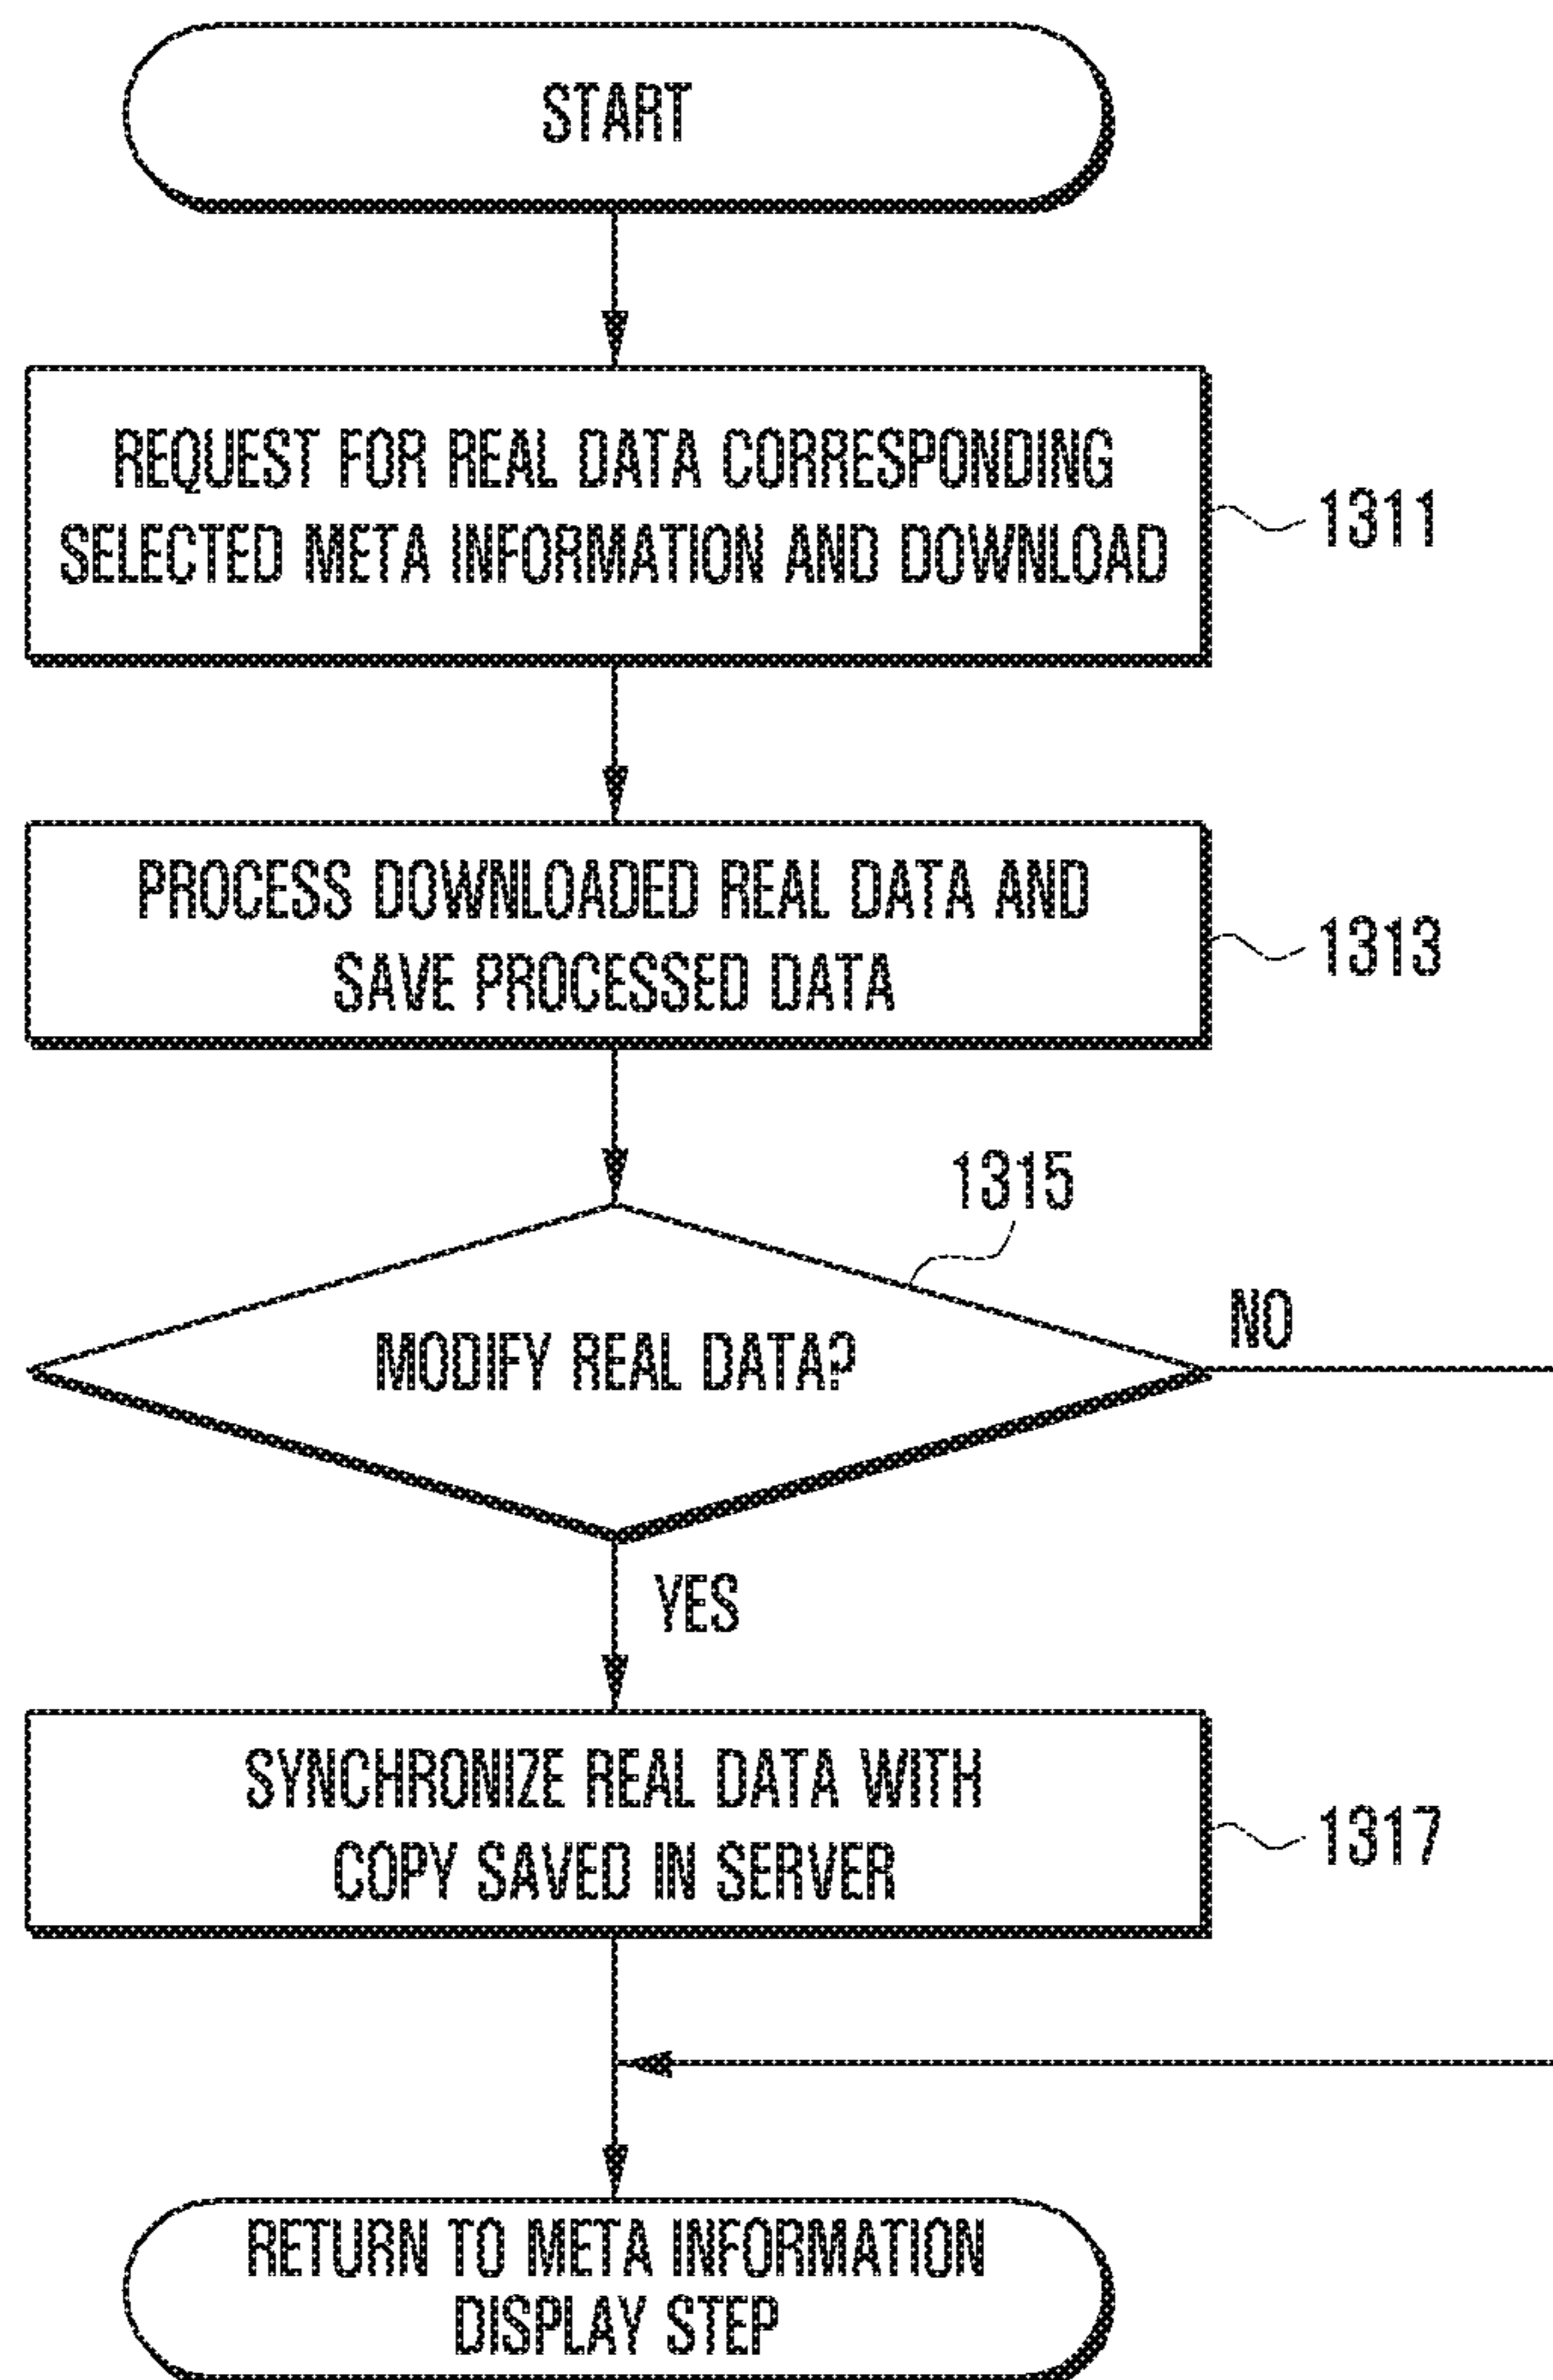 START
REQUEST FOR REAL DATA CORRESPONDING
SELECTED META INFORMATION AND DOWNLOAD
1311
PROCESS DOWNLOADED REAL DATA AND
SAVE PROCESSED DATA
1313
1315
MODIFY REAL DATA?
NO
YES
SYNCHRONIZE REAL DATA WITH
COPY SAVED IN SERVER
1317
RETURN TO META INFORMATION
DISPLAY STEP